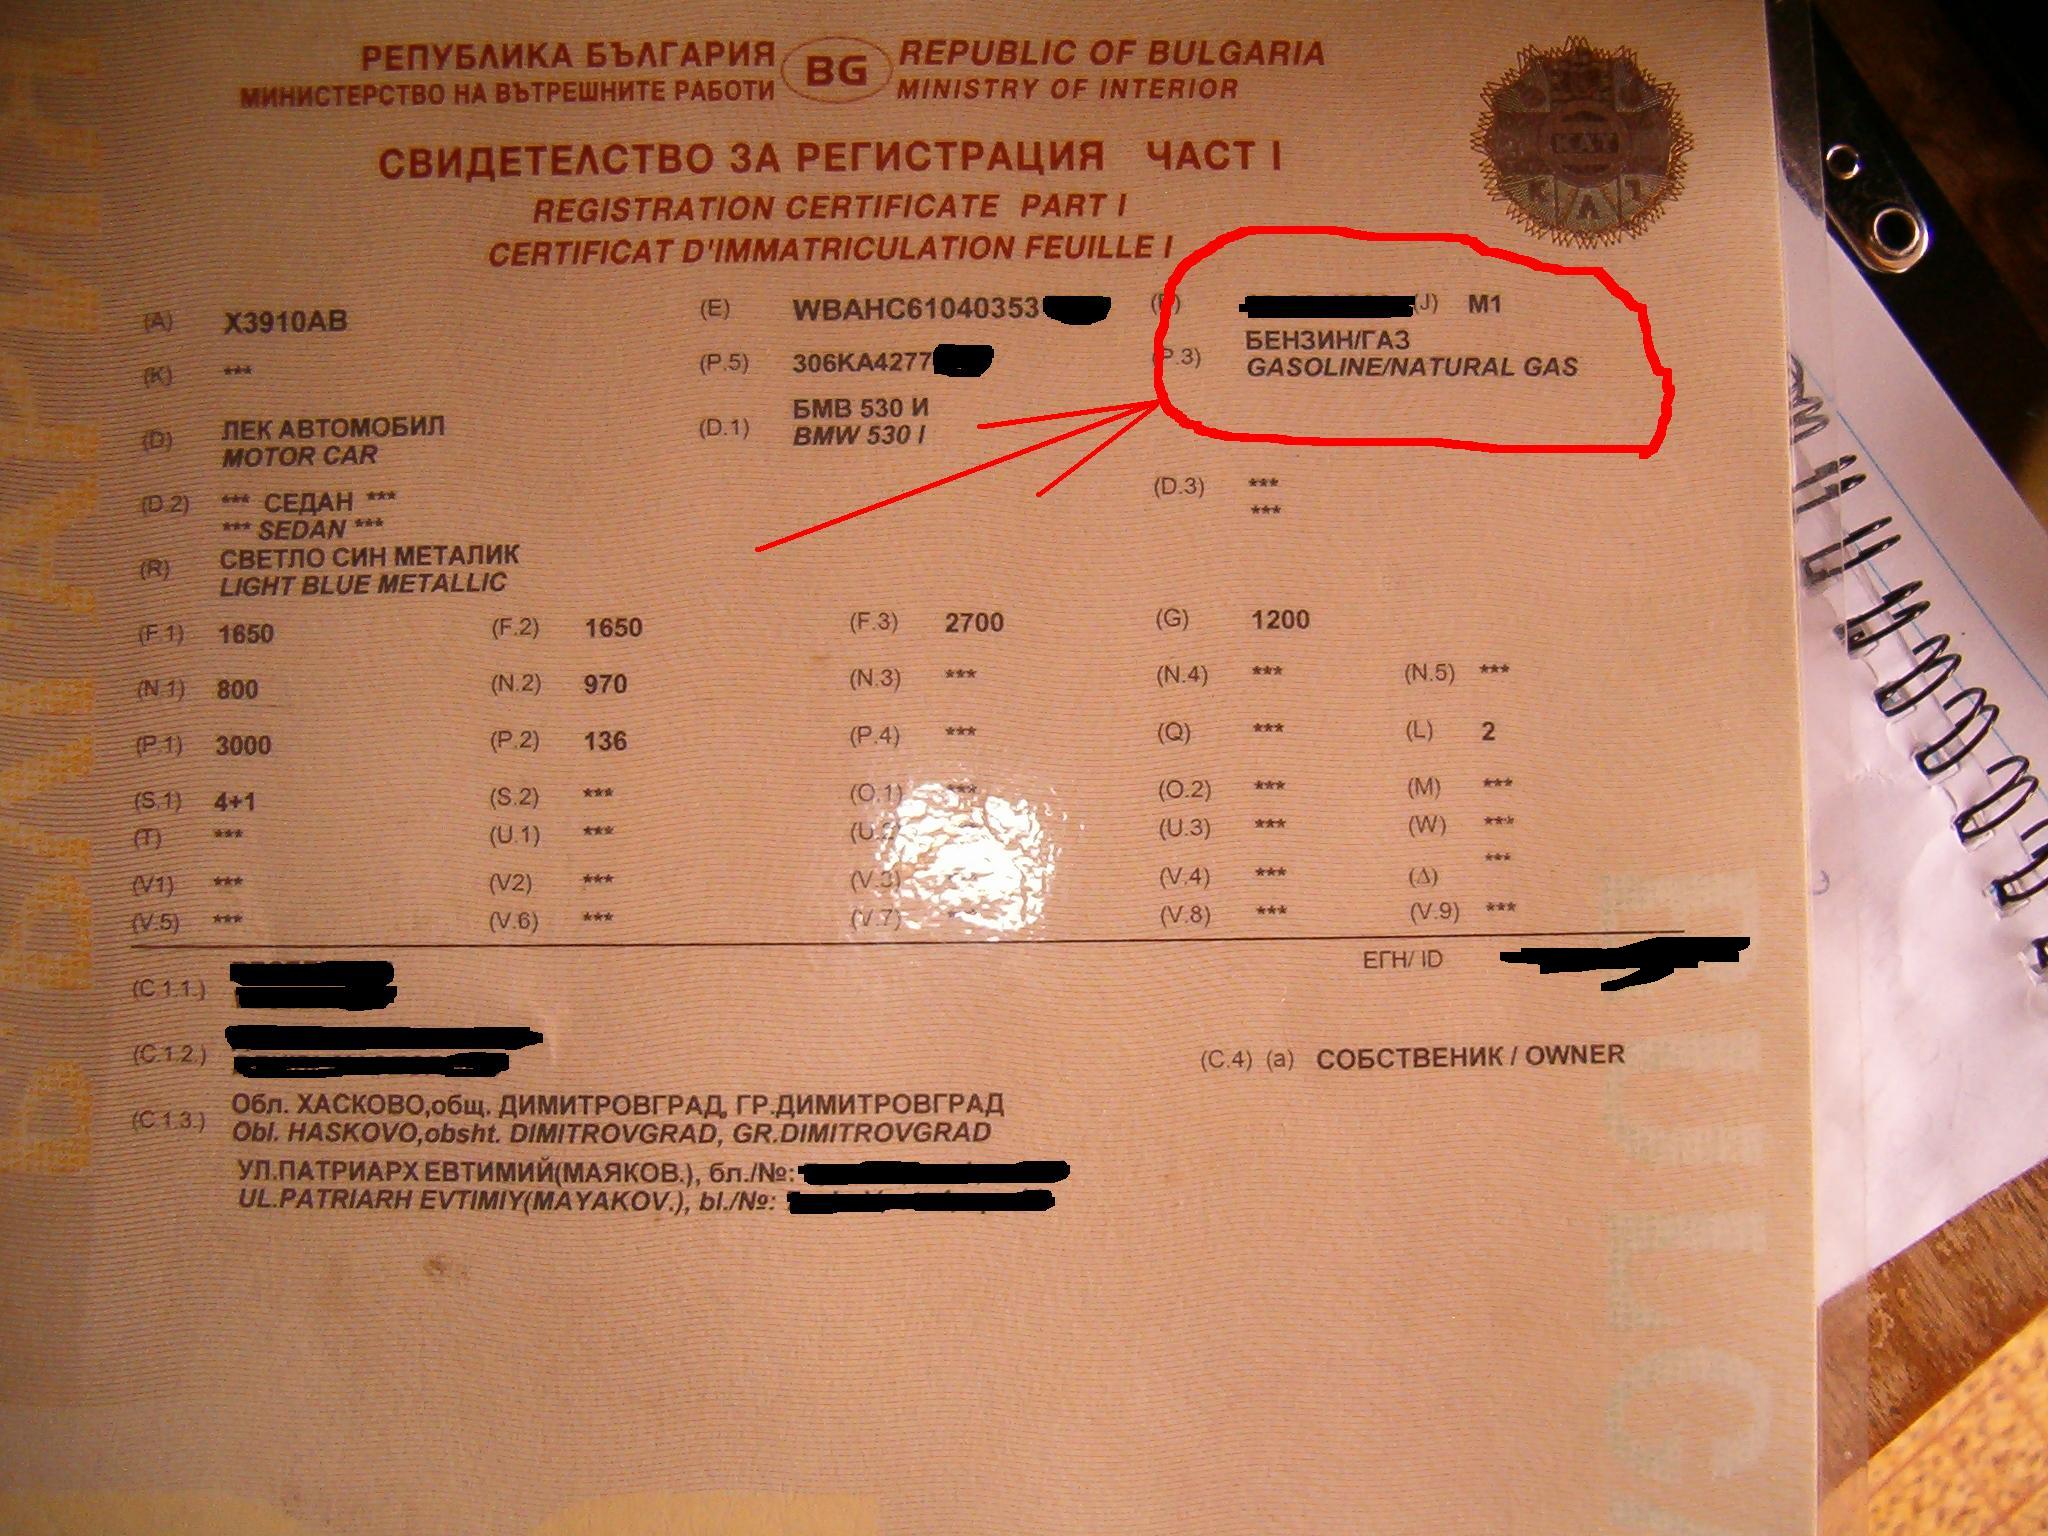 РЕПУБЛИКА БЪЛГАРИЯ BG REPUBLIC OF BULGARIA
МИНИСТЕРСТВО НА ВЪТРЕШНИТЕ РАБОТИ MINISTRY OF INTERIOR
СВИДЕТЕЛСТВО ЗА РЕГИСТРАЦИЯ ЧАСТ I
REGISTRATION CERTIFICATE PART I
CERTIFICAT D'IMMATRICULATION FEUILLE I
КАТ
(A) X3910AB (E) WBAHC61040353 (J) M1
(K) *** (P.5) 306KA4277 (P.3) БЕНЗИН/ГАЗ
GASOLINE/NATURAL GAS
(D) ЛЕК АВТОМОБИЛ (D.1) БМВ 530 И
MOTOR CAR BMW 530 I
(D.2) *** СЕДАН *** (D.3) ***
*** SEDAN *** ***
(R) СВЕТЛО СИН МЕТАЛИК
LIGHT BLUE METALLIC
(F.1) 1650 (F.2) 1650 (F.3) 2700 (G) 1200
(N.1) 800 (N.2) 970 (N.3) *** (N.4) *** (N.5) ***
(P.1) 3000 (P.2) 136 (P.4) *** (Q) *** (L) 2
(S.1) 4+1 (S.2) *** (O.1) *** (O.2) *** (M) ***
(T) *** (U.1) *** (U.2) (U.3) *** (W) ***
***
(V1) *** (V2) *** (V.3) *** (V.4) *** (Δ)
(V.5) *** (V.6) *** (V.7) (V.8) *** (V.9) ***
ЕГН/ ID
(C.1.1.)
(C.1.2.) (C.4) (a) СОБСТВЕНИК / OWNER
(C.1.3.) Обл. ХАСКОВО,общ. ДИМИТРОВГРАД, ГР.ДИМИТРОВГРАД
Obl. HASKOVO,obsht. DIMITROVGRAD, GR.DIMITROVGRAD
УЛ.ПАТРИАРХ ЕВТИМИЙ(МАЯКОВ.), бл./№:
UL.PATRIARH EVTIMIY(MAYAKOV.), bl./№: